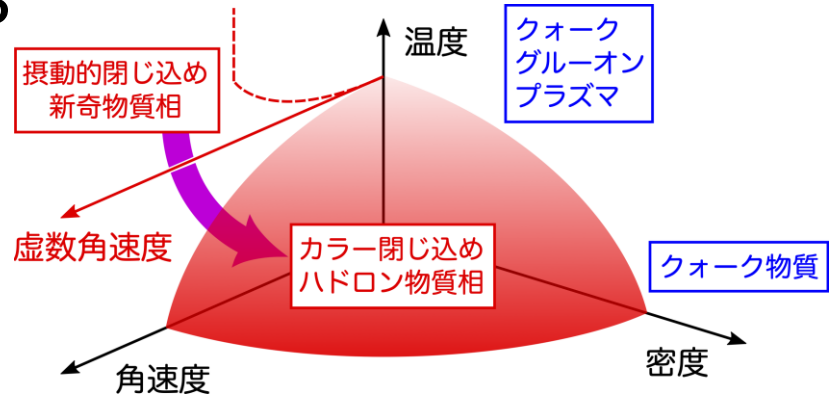 温度
クォーク
グルーオン
プラズマ
摂動的閉じ込め
新奇物質相
虚数角速度
カラー閉じ込め
ハドロン物質相
クォーク物質
密度
角速度